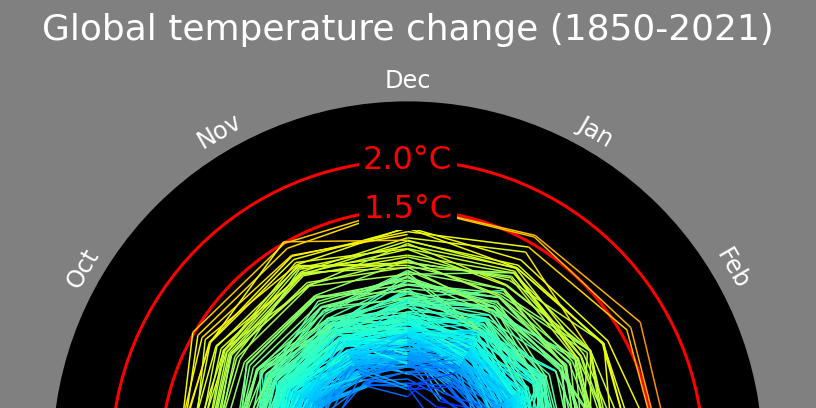 Global temperature change (1850-2021)
Dec
Nov
Jan
2.0°C
1.5°C
Oct
Feb